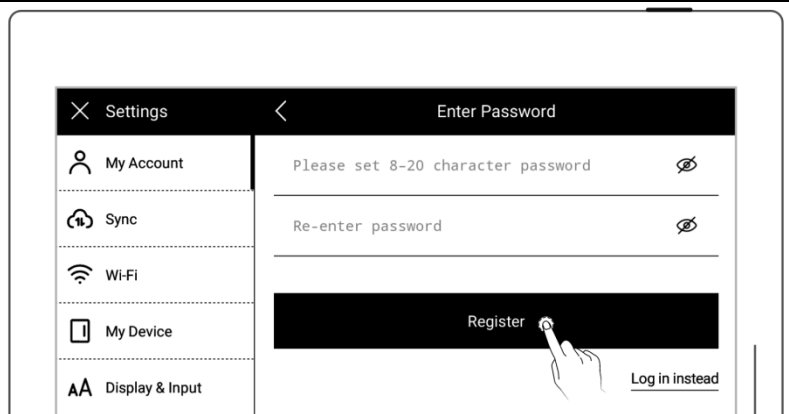 Settings
Enter Password
My Account
Please set 8–20 character password
Sync
Re-enter password
Wi-Fi
My Device
Register
Display & Input
Log in instead